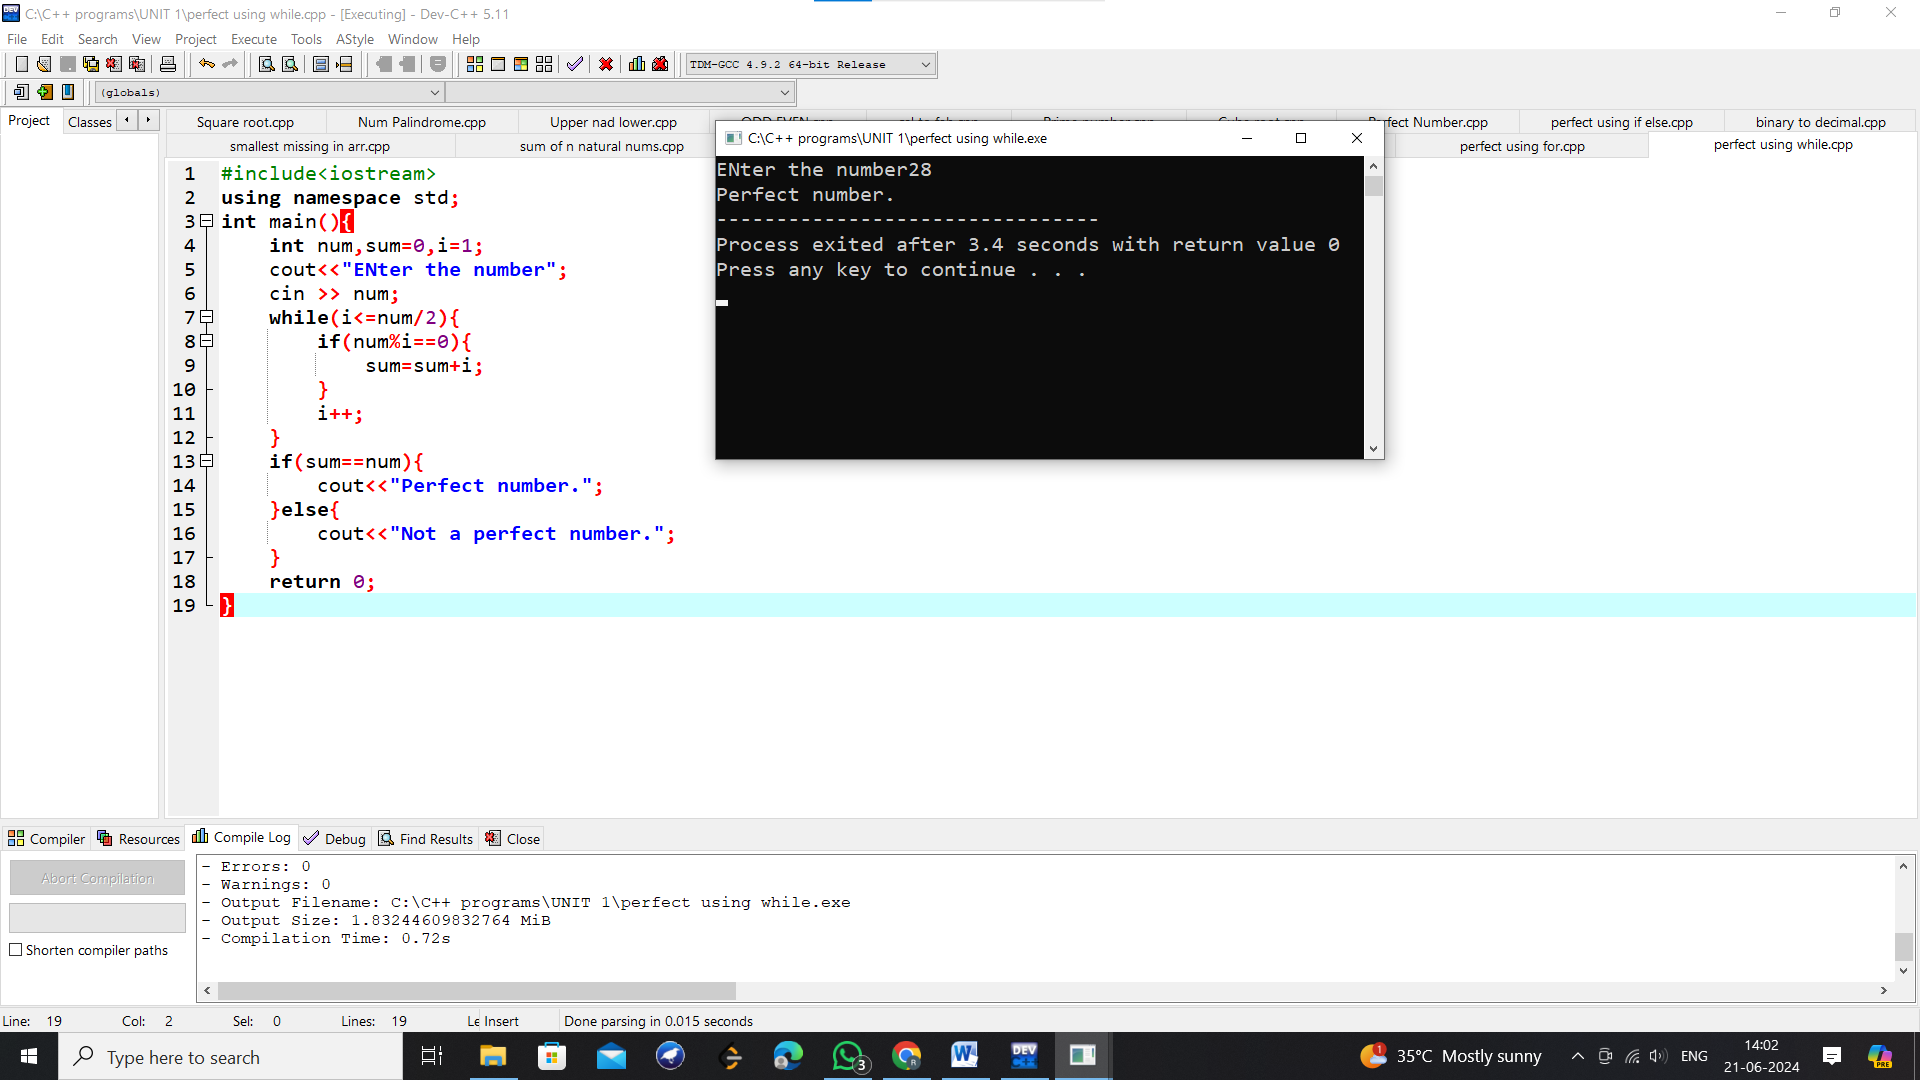 C:\C++ programs\UNIT 1\perfect using while.cpp - [Executing] - Dev-C++ 5.11
File Edit Search View Project Execute Tools AStyle Window Help
TDM-GCC 4.9.2 64-bit Release
(globals)
Project Classes
Square root.cpp Num Palindrome.cpp Upper nad lower.cpp Perfect Number.cpp perfect using if else.cpp binary to decimal.cpp
smallest missing in arr.cpp sum of n natural nums.cpp perfect using for.cpp perfect using while.cpp
1 #include<iostream>
2 using namespace std;
3 int main(){
4 int num,sum=0,i=1;
5 cout<<"ENter the number";
6 cin >> num;
7 while(i<=num/2){
8 if(num%i==0){
9 sum=sum+i;
10 }
11 i++;
12 }
13 if(sum==num){
14 cout<<"Perfect number.";
15 }else{
16 cout<<"Not a perfect number.";
17 }
18 return 0;
19 }
C:\C++ programs\UNIT 1\perfect using while.exe
ENter the number28
Perfect number.
--------------------------------
Process exited after 3.4 seconds with return value 0
Press any key to continue . . .
Compiler Resources Compile Log Debug Find Results Close
Abort Compilation
Shorten compiler paths
- Errors: 0
- Warnings: 0
- Output Filename: C:\C++ programs\UNIT 1\perfect using while.exe
- Output Size: 1.83244609832764 MiB
- Compilation Time: 0.72s
Line: 19 Col: 2 Sel: 0 Lines: 19 Insert Done parsing in 0.015 seconds
Type here to search
3
DEV
1
35°C Mostly sunny
ENG
14:02
21-06-2024
PRE